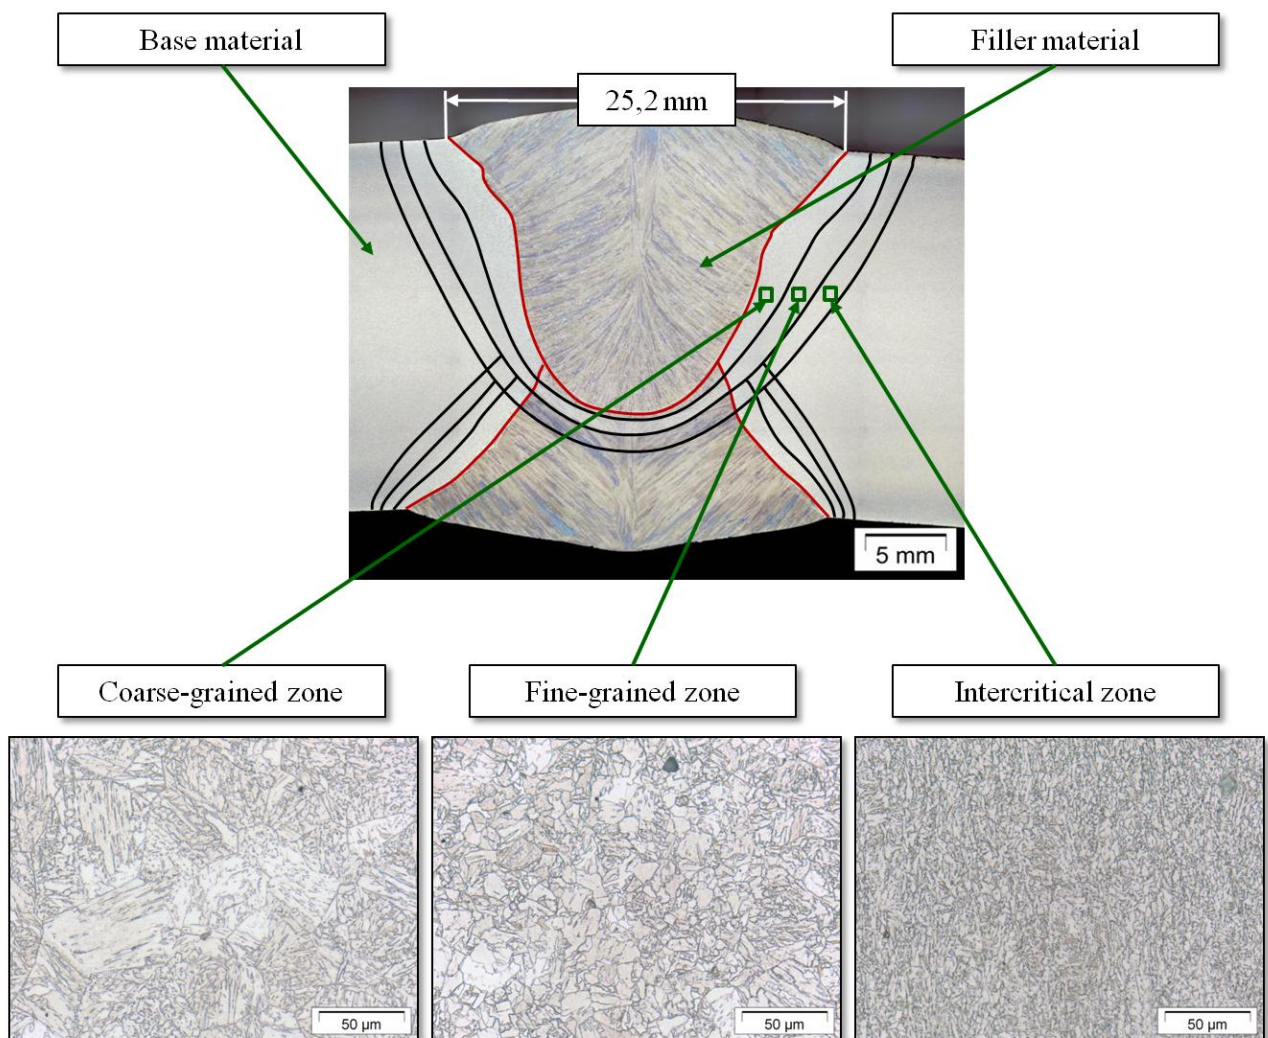 Base material
Filler material
25,2 mm
5 mm
Coarse-grained zone
Fine-grained zone
Intercritical zone
50 µm
50 µm
50 µm